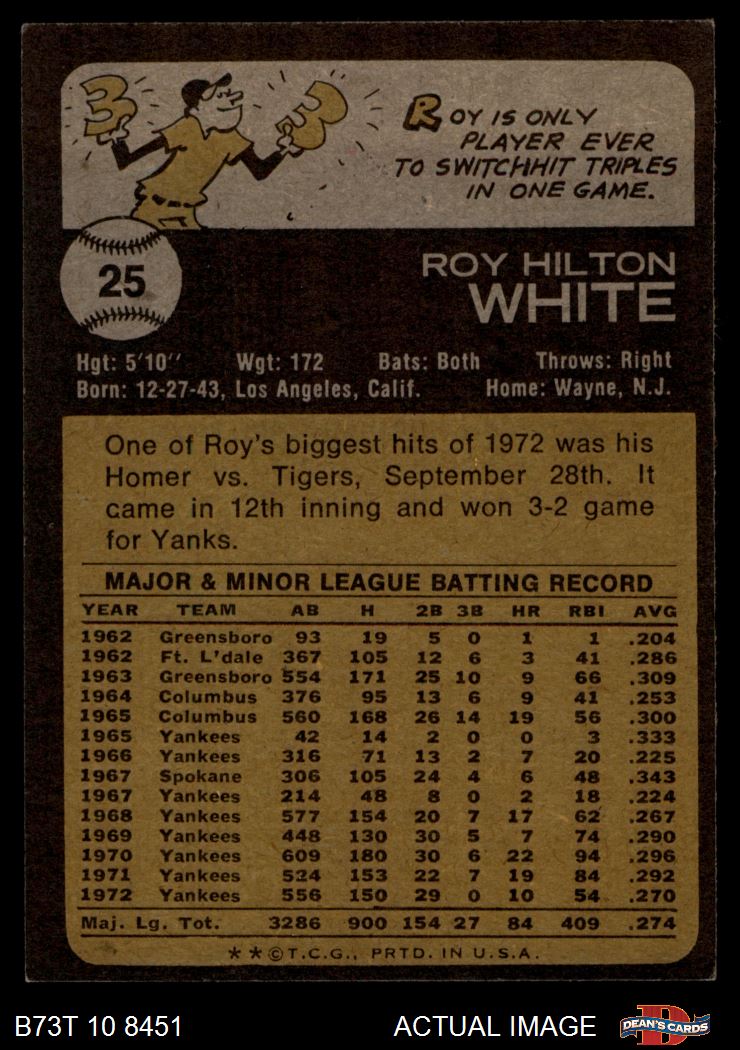 3 3
ROY IS ONLY
PLAYER EVER
TO SWITCHHIT TRIPLES
IN ONE GAME.
25
ROY HILTON
WHITE
Hgt: 5'10" Wgt: 172 Bats: Both Throws: Right
Born: 12-27-43, Los Angeles, Calif. Home: Wayne, N.J.
One of Roy's biggest hits of 1972 was his
Homer vs. Tigers, September 28th. It
came in 12th inning and won 3-2 game
for Yanks.
MAJOR & MINOR LEAGUE BATTING RECORD
YEAR TEAM AB H 2B 3B HR RBI AVG
1962 Greensboro 93 19 5 0 1 1 .204
1962 Ft. L'dale 367 105 12 6 3 41 .286
1963 Greensboro 554 171 25 10 9 66 .309
1964 Columbus 376 95 13 6 9 41 .253
1965 Columbus 560 168 26 14 19 56 .300
1965 Yankees 42 14 2 0 0 3 .333
1966 Yankees 316 71 13 2 7 20 .225
1967 Spokane 306 105 24 4 6 48 .343
1967 Yankees 214 48 8 0 2 18 .224
1968 Yankees 577 154 20 7 17 62 .267
1969 Yankees 448 130 30 5 7 74 .290
1970 Yankees 609 180 30 6 22 94 .296
1971 Yankees 524 153 22 7 19 84 .292
1972 Yankees 556 150 29 0 10 54 .270
Maj. Lg. Tot. 3286 900 154 27 84 409 .274
**©T.C.G., PRTD. IN U.S.A.
B73T 10 8451 ACTUAL IMAGE D DEAN'S CARDS